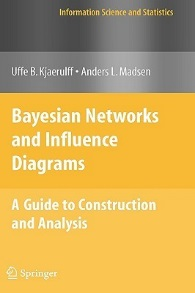 Information Science and Statistics
Uffe B. Kjaerulff • Anders L. Madsen
Bayesian Networks
and Influence
Diagrams
A Guide to Construction
and Analysis
Springer